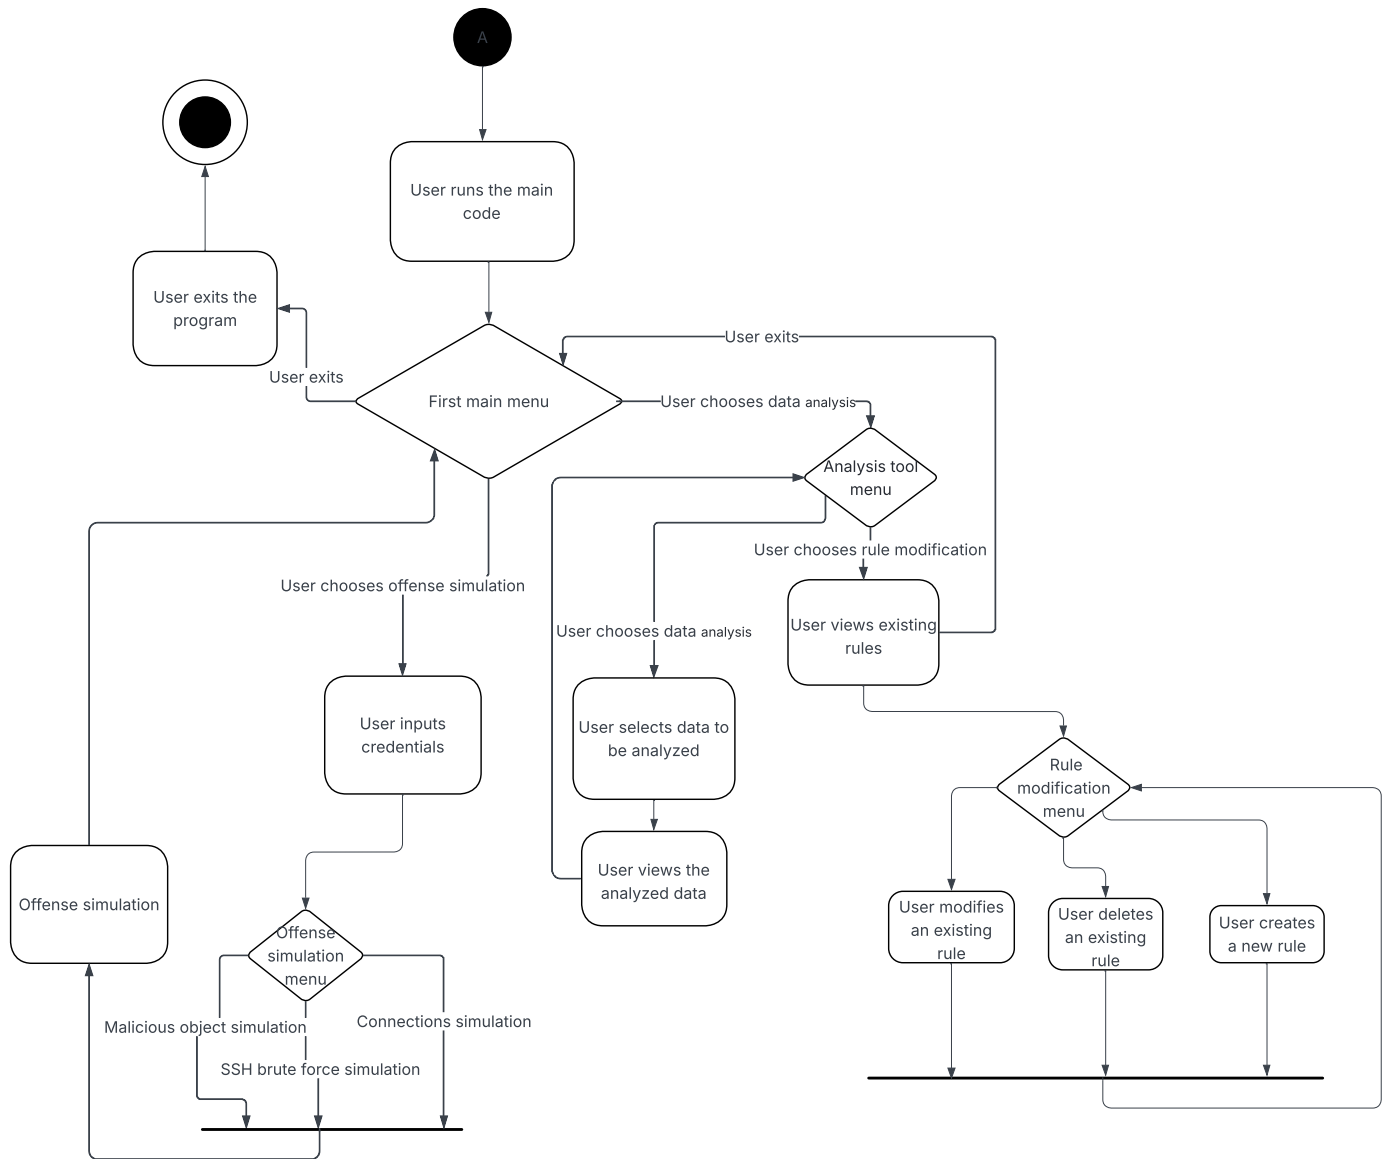 A
User runs the main
code
User exits the
program
User exits
User exits
First main menu
User chooses data analysis
Analysis tool
menu
User chooses rule modification
User chooses offense simulation
User chooses data analysis
User views existing
rules
User inputs
credentials
User selects data to
be analyzed
Rule
modification
menu
User views the
analyzed data
Offense simulation
User modifies
an existing
rule
User deletes
an existing
rule
User creates
a new rule
Offense
simulation
menu
Malicious object simulation
Connections simulation
SSH brute force simulation